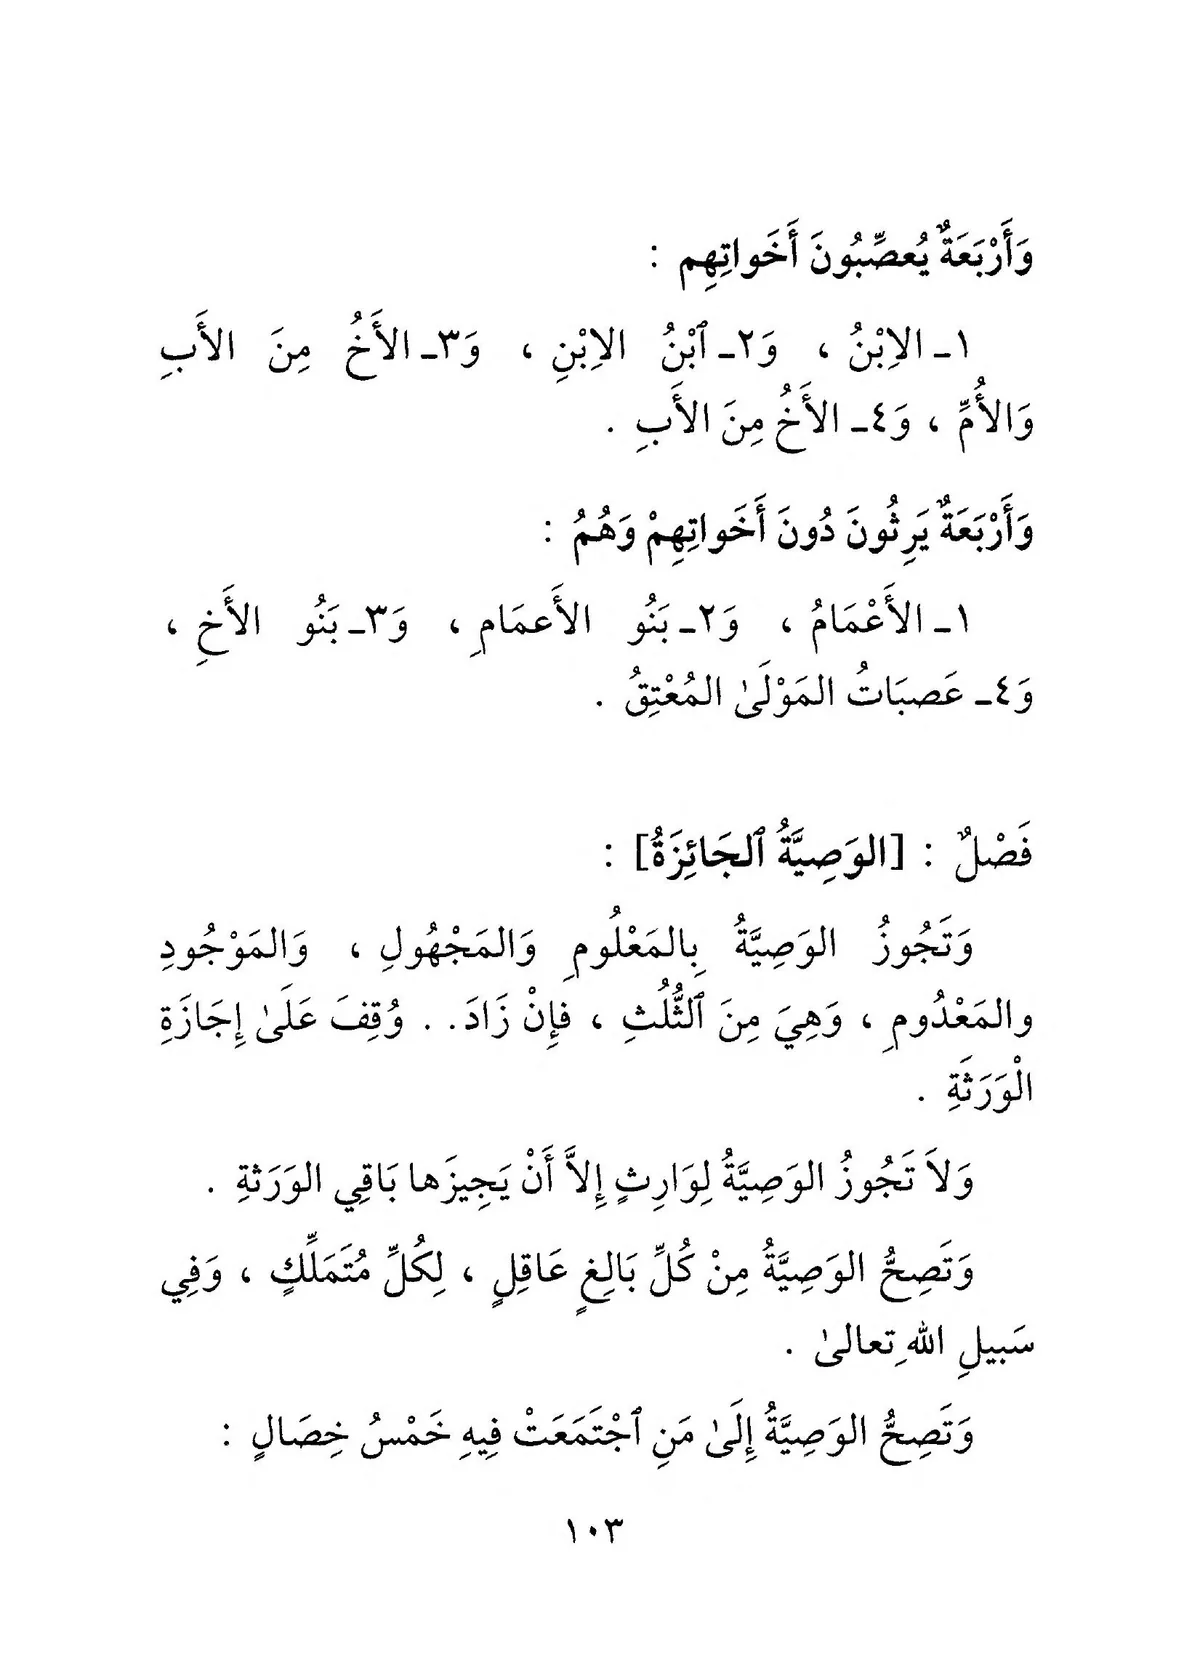 وَأَرْبَعَةٌ يُعصِّبُونَ أَخَواتِهِم :
١ـ الاِبْنُ ، وَ٢ـ ٱبْنُ الاِبْنِ ، وَ٣ـ الأَخُ مِنَ الأَبِ
وَالأُمِّ ، وَ٤ـ الأَخُ مِنَ الأَبِ .
وَأَرْبَعَةٌ يَرِثُونَ دُونَ أَخَواتِهِمْ وَهُمُ :
١ـ الأَعْمَامُ ، وَ٢ـ بَنُو الأَعمَامِ ، وَ٣ـ بَنُو الأَخِ ،
وَ٤ـ عَصبَاتُ المَوْلَىٰ المُعْتِقُ .
فَصْلٌ : [الوَصِيَّةُ ٱلجَائِزَةُ] :
وَتَجُوزُ الوَصِيَّةُ بِالمَعْلُومِ وَالمَجْهُولِ ، وَالمَوْجُودِ
والمَعْدُومِ ، وَهِيَ مِنَ ٱلثُّلُثِ ، فإِنْ زَادَ. . وُقِفَ عَلَىٰ إِجَازَةِ
الْوَرَثَةِ .
وَلاَ تَجُوزُ الوَصِيَّةُ لِوَارِثٍ إِلاَّ أَنْ يَجِيزَها بَاقِي الوَرَثةِ .
وَتَصِحُّ الوَصِيَّةُ مِنْ كُلِّ بَالِغٍ عَاقِلٍ ، لِكُلِّ مُتَمَلِّكٍ ، وَفِي
سَبيلِ اللهِ تعالىٰ .
وَتَصِحُّ الوَصِيَّةُ إِلَىٰ مَنِ ٱجْتَمَعَتْ فِيهِ خَمْسُ خِصَالٍ :
١٠٣